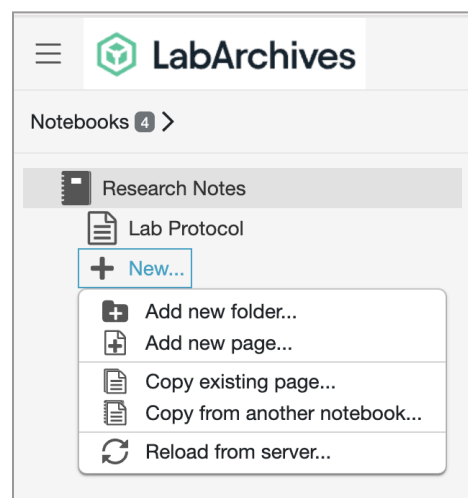 LabArchives
Notebooks 4
Research Notes
Lab Protocol
New...
Add new folder...
Add new page...
Copy existing page...
Copy from another notebook...
Reload from server...